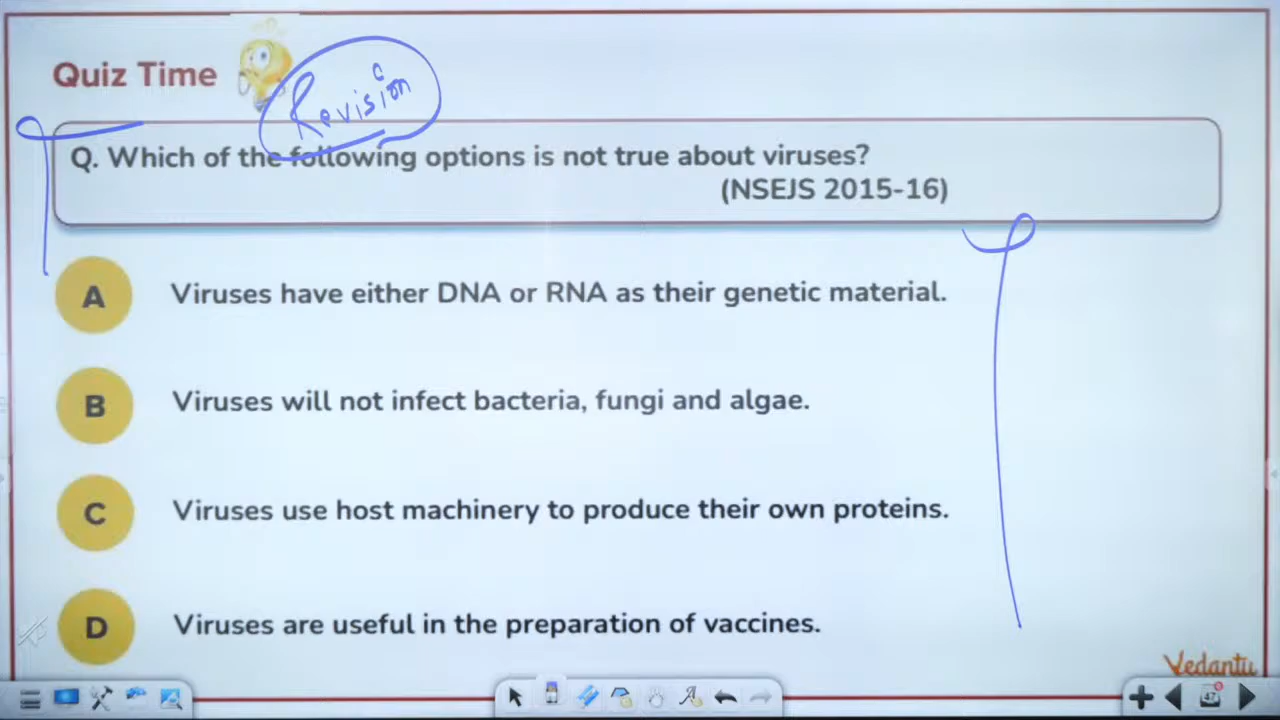 Quiz Time
Revision
Q. Which of the following options is not true about viruses?
(NSEJS 2015-16)
A Viruses have either DNA or RNA as their genetic material.
B Viruses will not infect bacteria, fungi and algae.
C Viruses use host machinery to produce their own proteins.
D Viruses are useful in the preparation of vaccines.
Vedantu
47